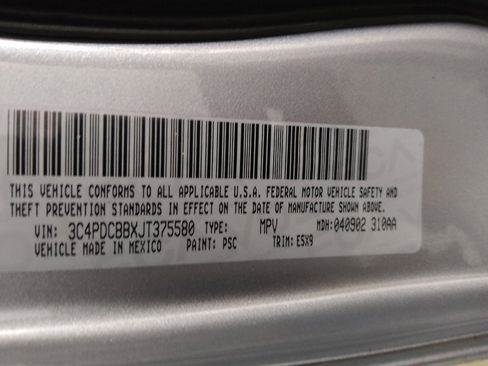 THIS VEHICLE CONFORMS TO ALL APPLICABLE U.S.A. FEDERAL MOTOR VEHICLE SAFETY AND
THEFT PREVENTION STANDARDS IN EFFECT ON THE DATE OF MANUFACTURE SHOWN ABOVE.
VIN: 3C4PDCBBXJT375580 TYPE: MPV MDH: 040902 310AA
VEHICLE MADE IN MEXICO PAINT: PSC TRIM: E5X9